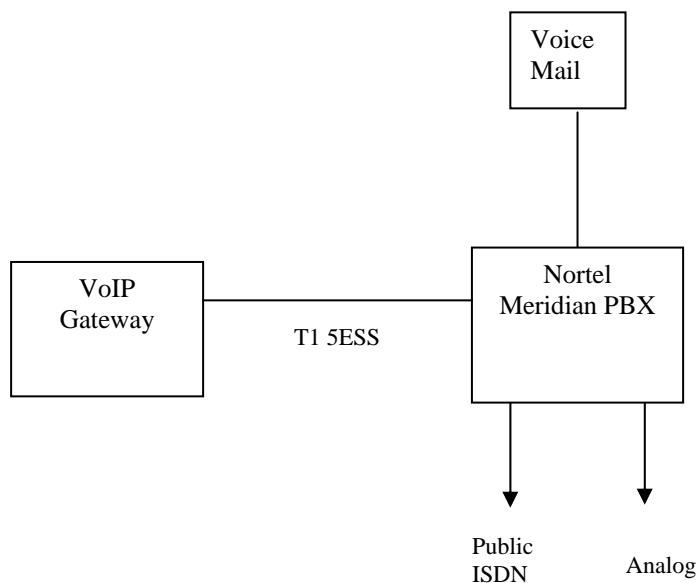 Voice
Mail
VoIP
Gateway
Nortel
Meridian PBX
T1 5ESS
Public
ISDN
Analog